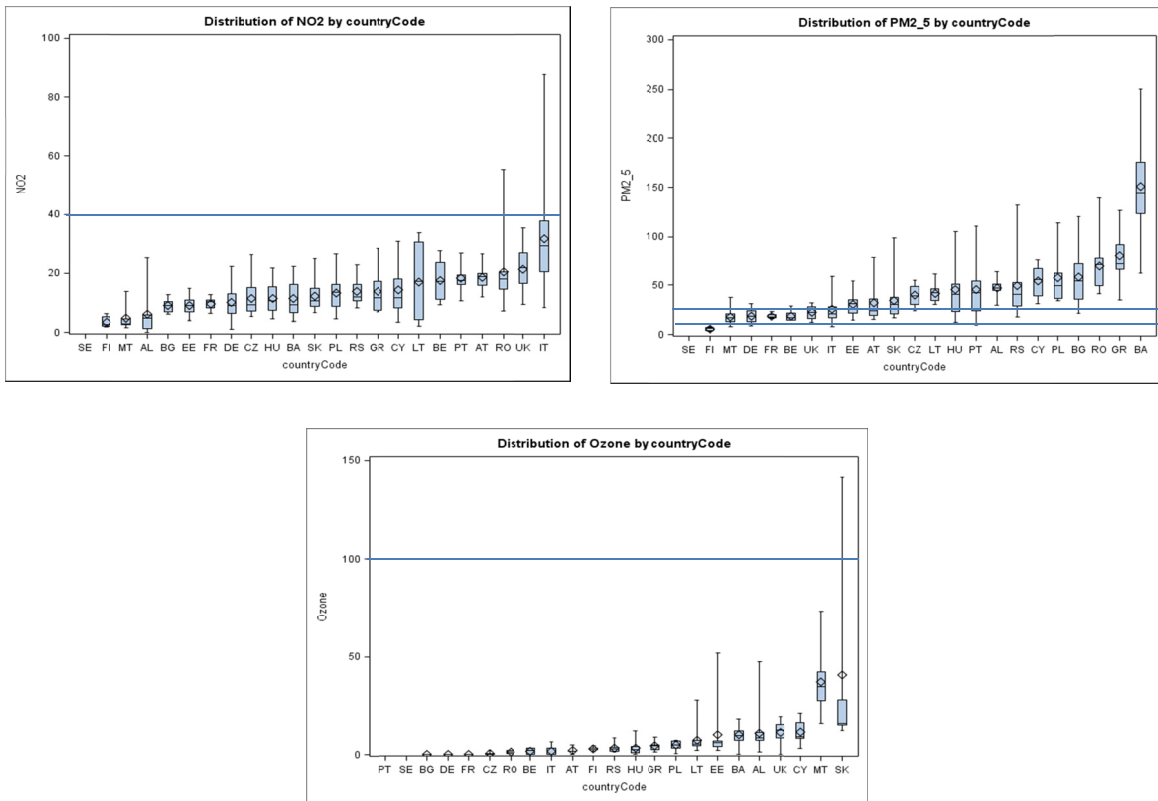 Distribution of NO2 by countryCode
100
80
60
40
20
0
NO2
SE FI MT AL BG EE FR DE CZ HU BA SK PL RS GR CY LT BE PT AT RO UK IT
countryCode
Distribution of PM2_5 by countryCode
300
250
200
150
100
50
0
PM2_5
SE FI MT DE FR BE UK IT EE AT SK CZ LT HU PT AL RS CY PL BG RO GR BA
countryCode
Distribution of Ozone by countryCode
150
100
50
0
Ozone
PT SE BG DE FR CZ RO BE IT AT FI RS HU GR PL LT EE BA AL UK CY MT SK
countryCode